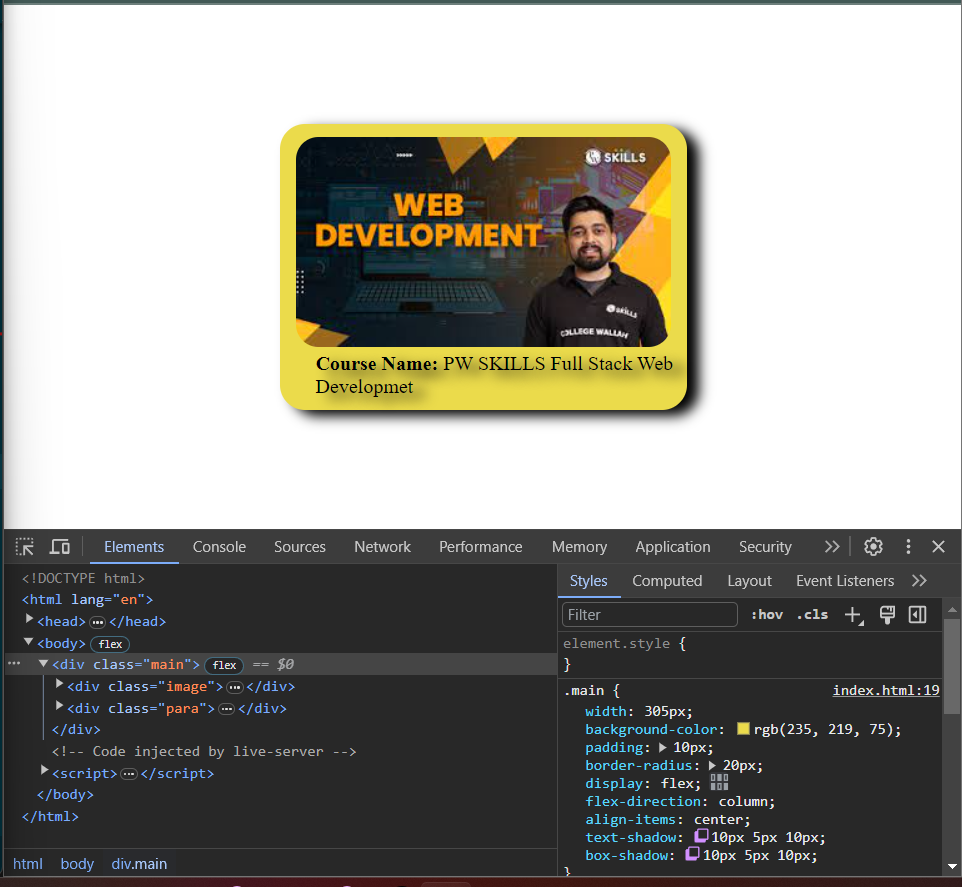 SKILLS
WEB
DEVELOPMENT
SKILLS
COLLEGE WALLAH
Course Name: PW SKILLS Full Stack Web
Developmet
Elements Console Sources Network Performance Memory Application Security
<!DOCTYPE html>
<html lang="en">
<head> ⋯ </head>
<body> flex
⋯ <div class="main"> flex == $0
<div class="image"> ⋯ </div>
<div class="para"> ⋯ </div>
</div>
<!-- Code injected by live-server -->
<script> ⋯ </script>
</body>
</html>
html body div.main
Styles Computed Layout Event Listeners
Filter :hov .cls
element.style {
}
.main { index.html:19
width: 305px;
background-color: rgb(235, 219, 75);
padding: 10px;
border-radius: 20px;
display: flex;
flex-direction: column;
align-items: center;
text-shadow: 10px 5px 10px;
box-shadow: 10px 5px 10px;
}